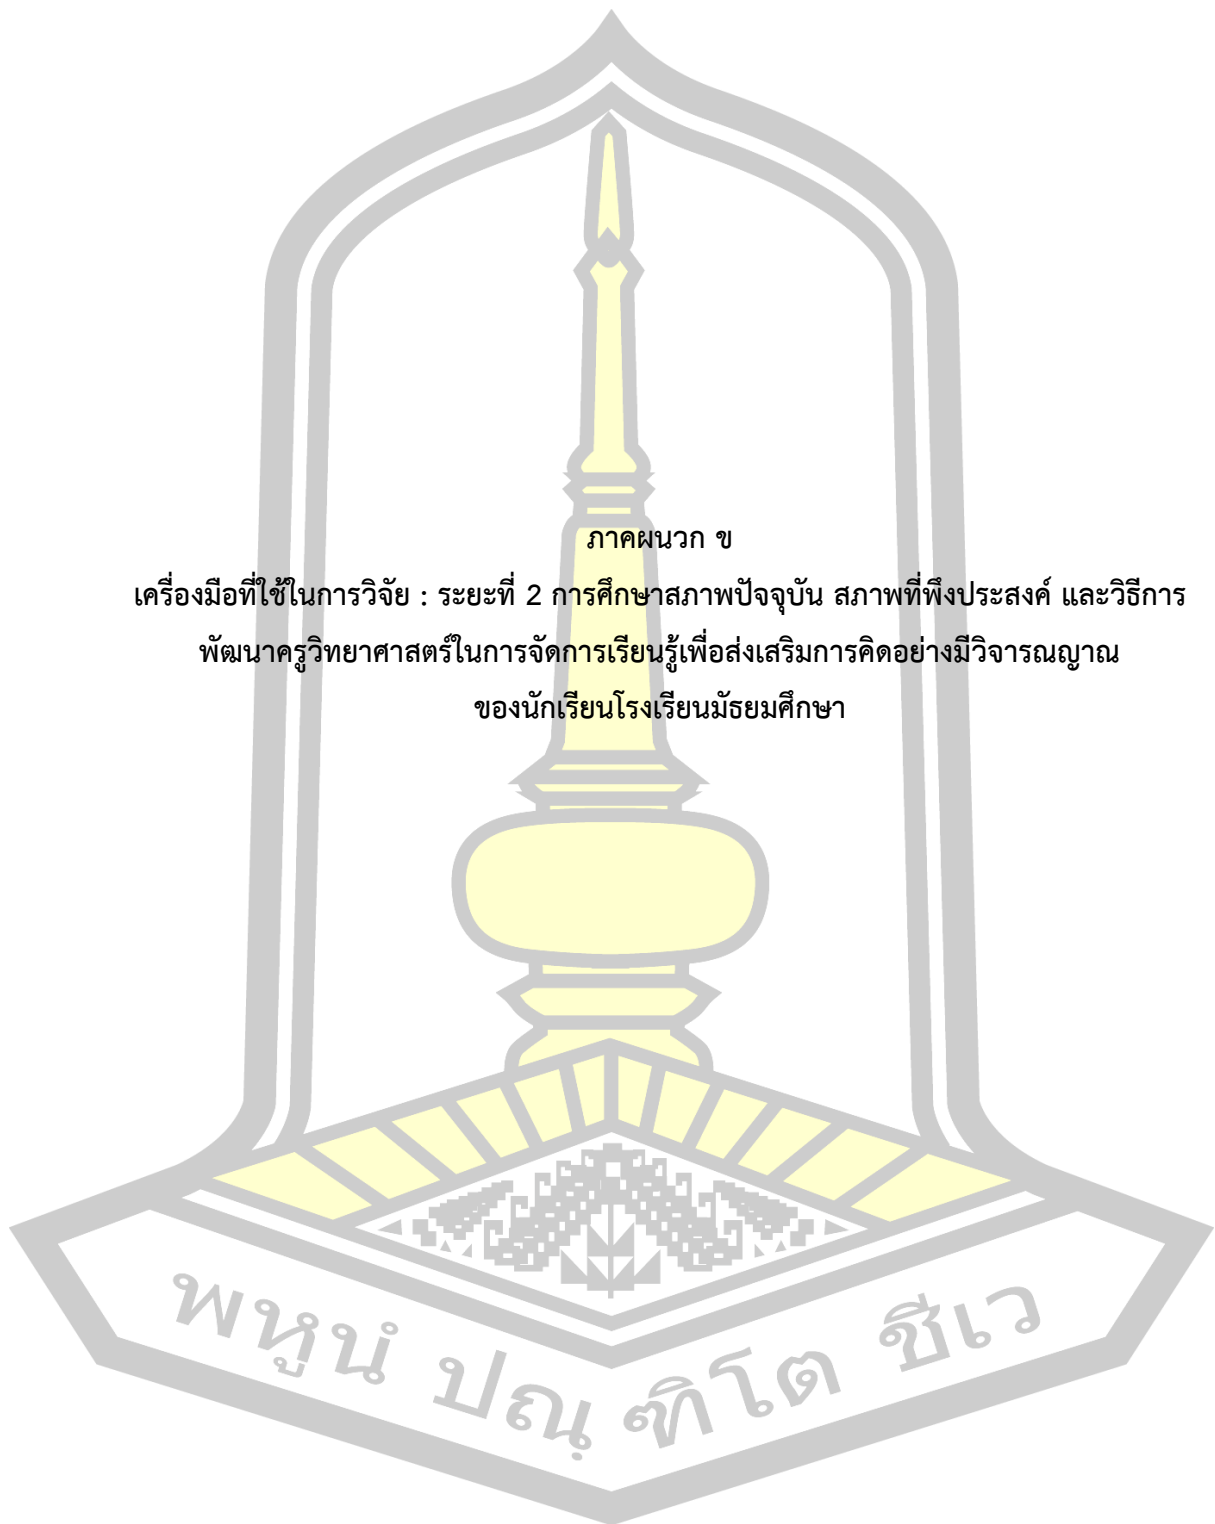 ภาคผนวก ข
เครื่องมือที่ใช้ในการวิจัย : ระยะที่ 2 การศึกษาสภาพปัจจุบัน สภาพที่พึงประสงค์ และวิธีการ
พัฒนาครูวิทยาศาสตร์ในการจัดการเรียนรู้เพื่อส่งเสริมการคิดอย่างมีวิจารณญาณ
ของนักเรียนโรงเรียนมัธยมศึกษา
พหูนํ ปณฺ ฑิโต ชีเว